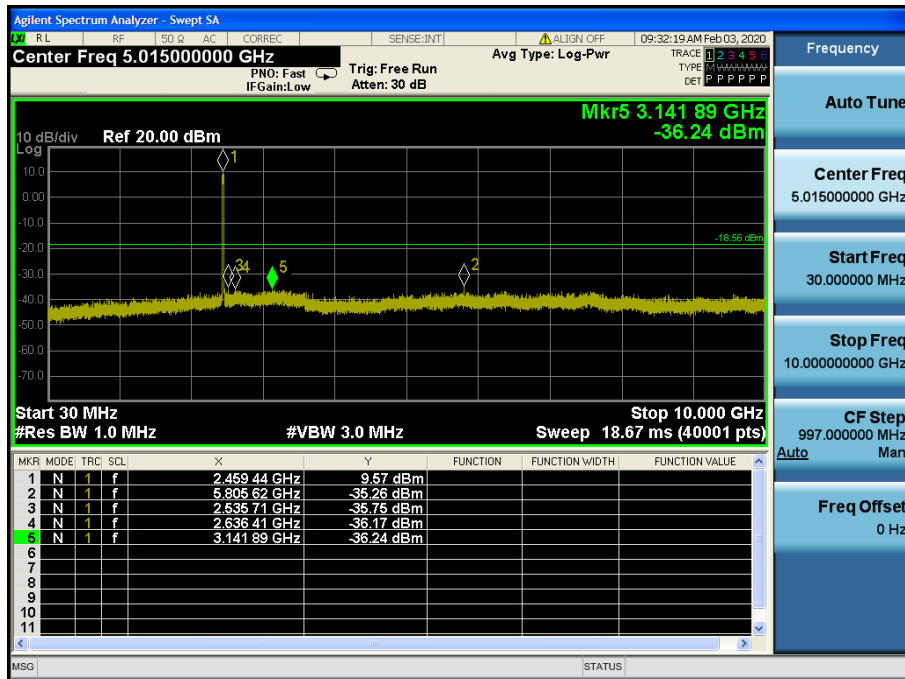 Agilent Spectrum Analyzer - Swept SA
LXI RL RF 50 Ω AC CORREC SENSE:INT ALIGN OFF 09:32:19 AM Feb 03, 2020
Center Freq 5.015000000 GHz Avg Type: Log-Pwr TRACE 1 2 3 4 5 6
PNO: Fast Trig: Free Run TYPE M WWWWW
IFGain:Low Atten: 30 dB DET P P P P P P
Mkr5 3.141 89 GHz
-36.24 dBm
10 dB/div Ref 20.00 dBm
Log
10.0
0.00
-10.0
-20.0
-30.0
-40.0
-50.0
-60.0
-70.0
1
-18.56 dBm
3 4 5 2
Start 30 MHz Stop 10.000 GHz
#Res BW 1.0 MHz #VBW 3.0 MHz Sweep 18.67 ms (40001 pts)
MKR MODE TRC SCL X Y FUNCTION FUNCTION WIDTH FUNCTION VALUE
1 N 1 f 2.459 44 GHz 9.57 dBm
2 N 1 f 5.805 62 GHz -35.26 dBm
3 N 1 f 2.535 71 GHz -35.75 dBm
4 N 1 f 2.636 41 GHz -36.17 dBm
5 N 1 f 3.141 89 GHz -36.24 dBm
6
7
8
9
10
11
MSG STATUS
Frequency
Auto Tune
Center Freq
5.015000000 GHz
Start Freq
30.000000 MHz
Stop Freq
10.000000000 GHz
CF Step
997.000000 MHz
Auto Man
Freq Offset
0 Hz